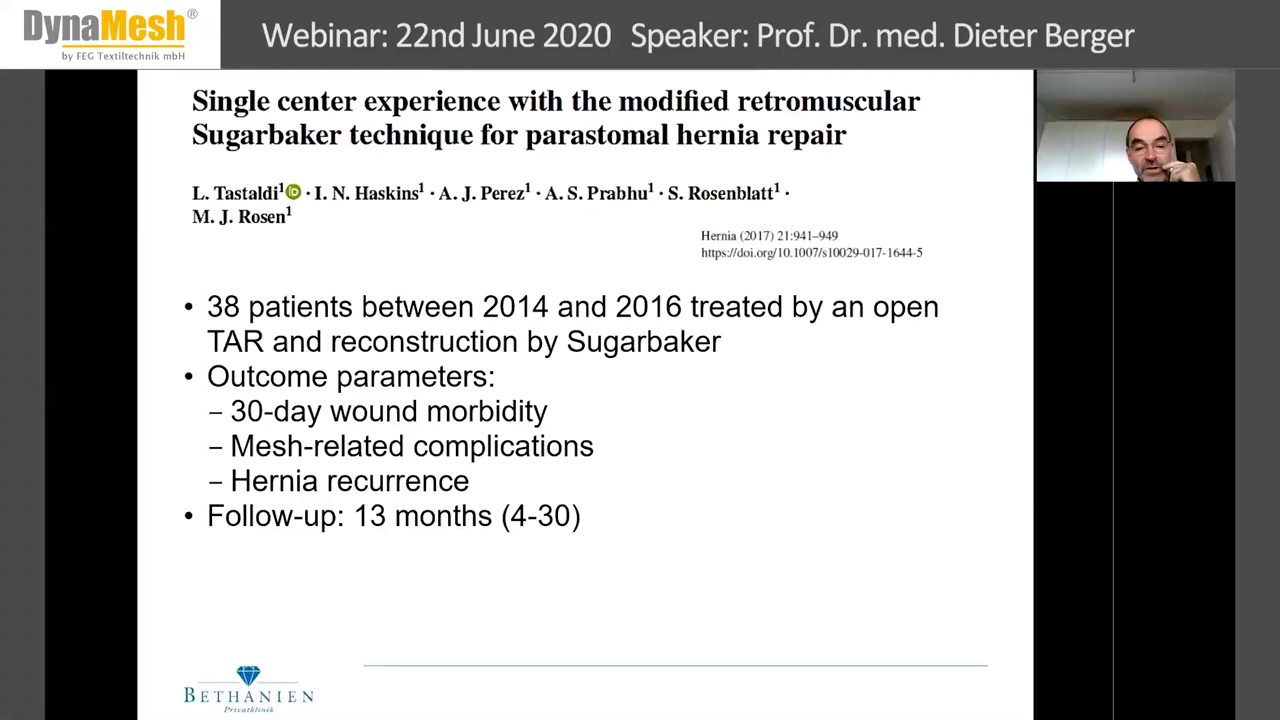 DynaMesh®
by FEG Textiltechnik mbH
Webinar: 22nd June 2020 Speaker: Prof. Dr. med. Dieter Berger
Single center experience with the modified retromuscular
Sugarbaker technique for parastomal hernia repair
L. Tastaldi¹ iD · I. N. Haskins¹ · A. J. Perez¹ · A. S. Prabhu¹ · S. Rosenblatt¹ ·
M. J. Rosen¹
Hernia (2017) 21:941–949
https://doi.org/10.1007/s10029-017-1644-5
• 38 patients between 2014 and 2016 treated by an open
TAR and reconstruction by Sugarbaker
• Outcome parameters:
– 30-day wound morbidity
– Mesh-related complications
– Hernia recurrence
• Follow-up: 13 months (4-30)
BETHANIEN
Privatklinik